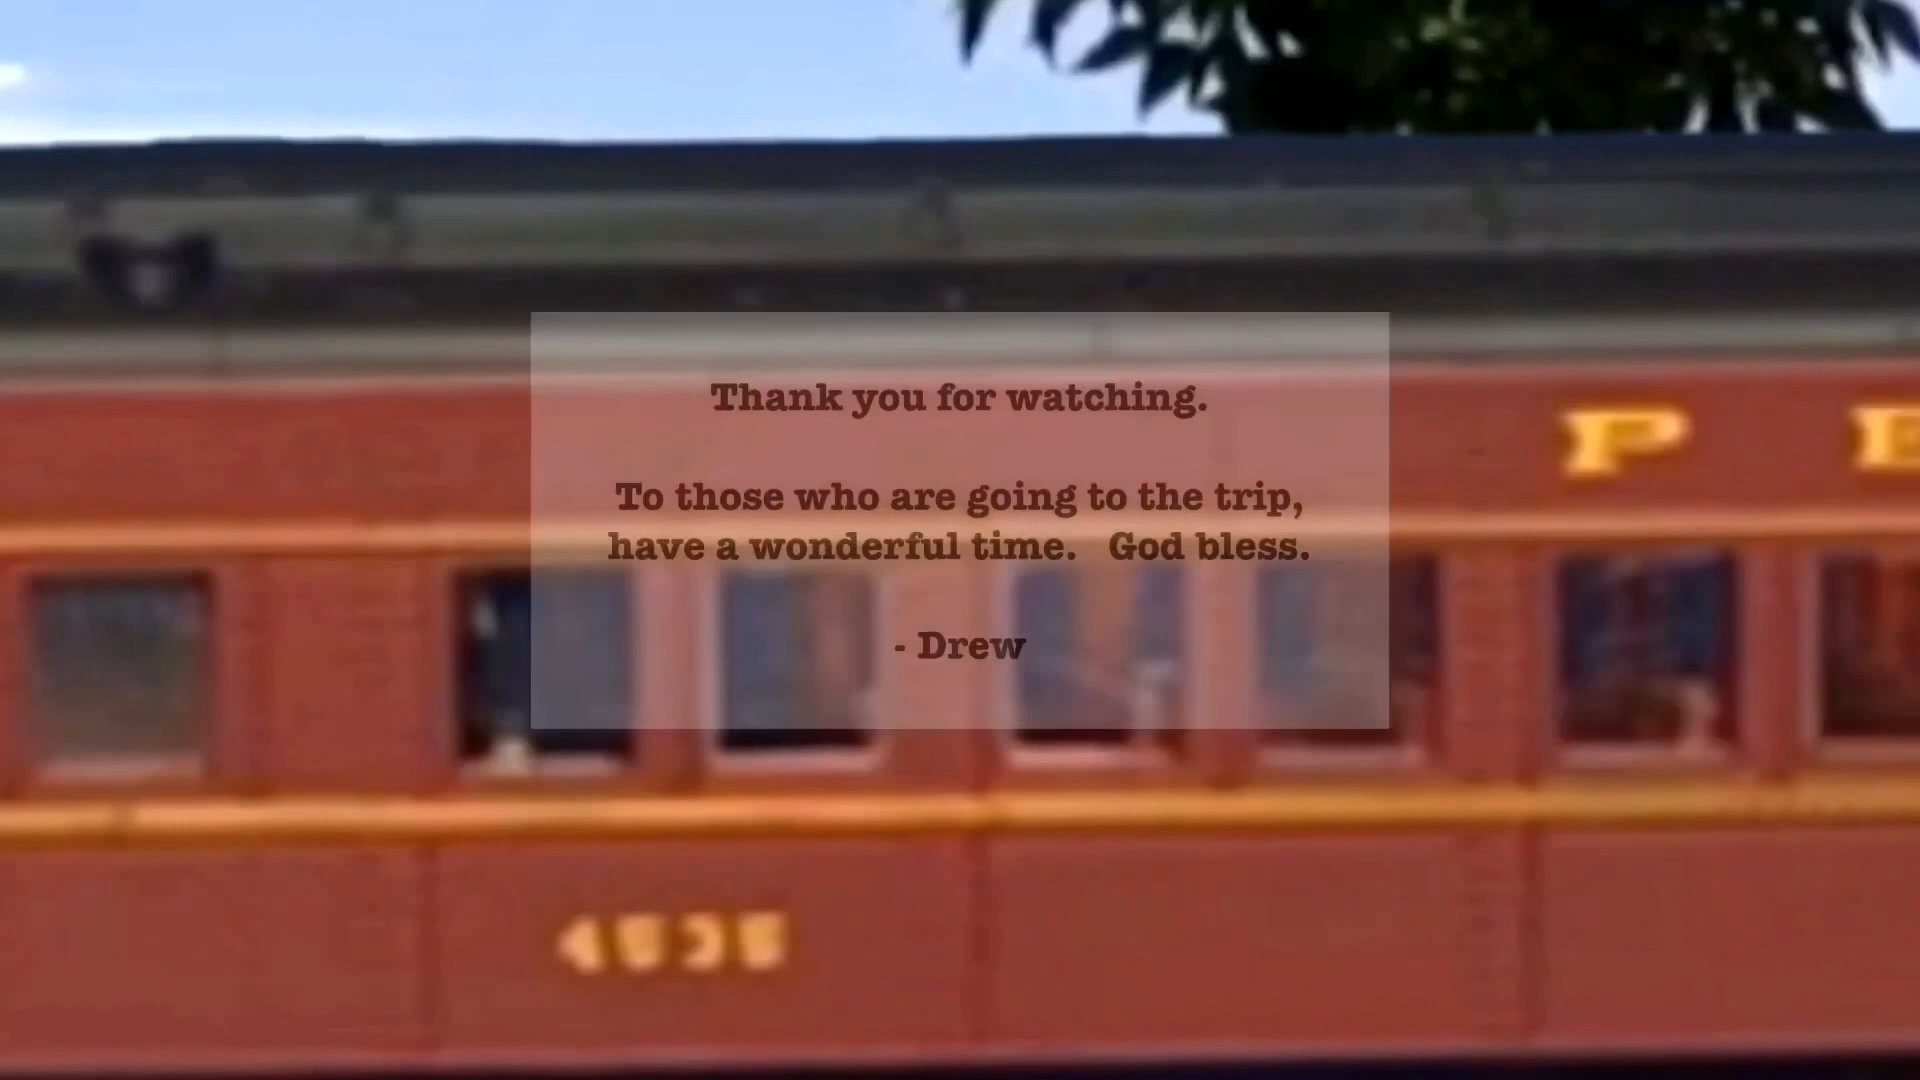 Thank you for watching.
To those who are going to the trip,
have a wonderful time.   God bless.
- Drew
P E